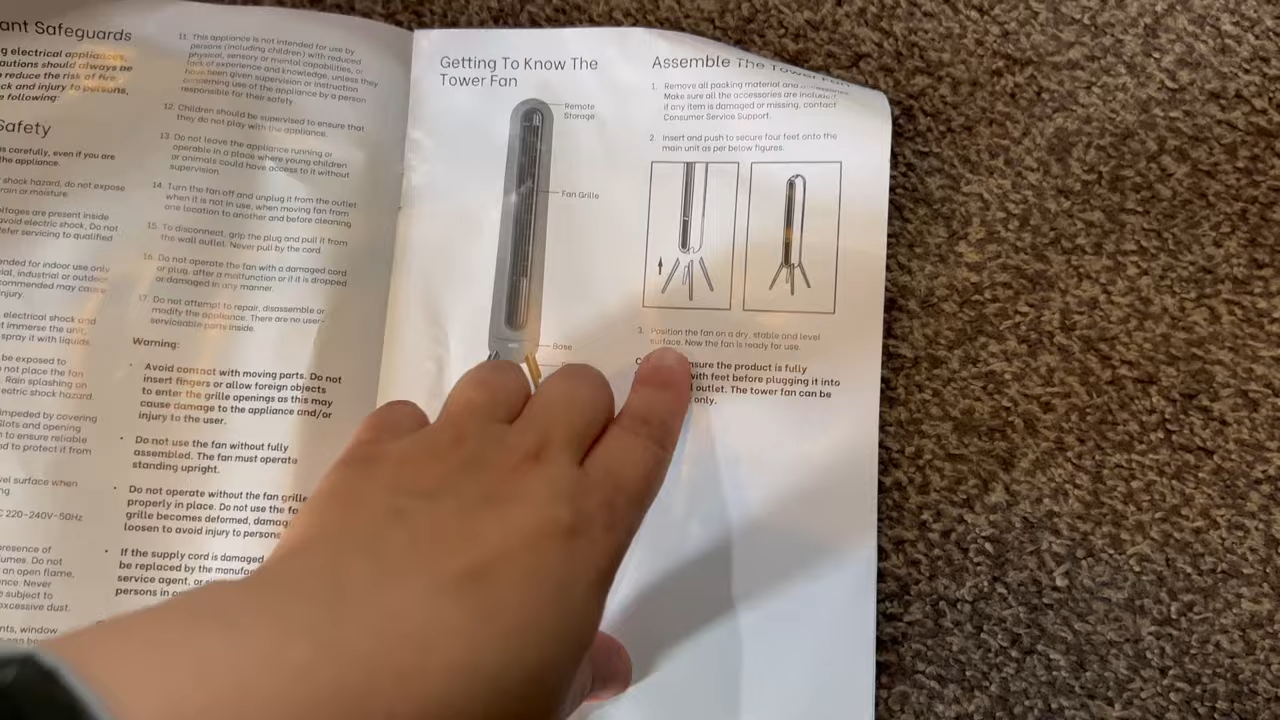 ant Safeguards
g electrical appliances,
autions should always be
reduce the risk of fire,
ck and injury to persons,
following:
Safety
is carefully, even if you are
the appliance.
shock hazard, do not expose
rain or moisture.
oltages are present inside
avoid electric shock, Do not
Refer servicing to qualified
ended for indoor use only
ial, industrial or outdoor
commended may cause
injury.
electrical shock and
t immerse the unit,
spray it with liquids.
be exposed to
not place the fan
Rain splashing on
ectric shock hazard.
impeded by covering
Slots and opening
to ensure reliable
nd to protect it from
vel surface when
ng.
C 220-240V~50Hz
presence of
umes. Do not
an open flame,
nce. Never
subject to
excessive dust.
nts, window
can be
11. This appliance is not intended for use by
persons (including children) with reduced
physical, sensory or mental capabilities, or
lack of experience and knowledge, unless they
have been given supervision or instruction
concerning use of the appliance by a person
responsible for their safety
12. Children should be supervised to ensure that
they do not play with the appliance.
13. Do not leave the appliance running or
operable in a place where young children
or animals could have access to it without
supervision.
14. Turn the fan off and unplug it from the outlet
when it is not in use, when moving fan from
one location to another and before cleaning
15. To disconnect, grip the plug and pull it from
the wall outlet. Never pull by the cord.
16. Do not operate the fan with a damaged cord
or plug, after a malfunction or if it is dropped
or damaged in any manner.
17. Do not attempt to repair, disassemble or
modify the appliance. There are no user-
serviceable parts inside.
Warning:
• Avoid contact with moving parts. Do not
insert fingers or allow foreign objects
to enter the grille openings as this may
cause damage to the appliance and/or
injury to the user.
• Do not use the fan without fully
assembled. The fan must operate
standing upright.
• Do not operate without the fan grille
properly in place. Do not use the fa
grille becomes deformed, damag
loosen to avoid injury to persons
• If the supply cord is damaged
be replaced by the manufac
service agent, or
persons in
Getting To Know The
Tower Fan
Remote
Storage
Fan Grille
Base
Assemble The Tower Fan
1. Remove all packing material and accessories
Make sure all the accessories are included
if any item is damaged or missing, contact
Consumer Service Support.
2. Insert and push to secure four feet onto the
main unit as per below figures.
3. Position the fan on a dry, stable and level
surface. Now the fan is ready for use.
nsure the product is fully
with feet before plugging it into
outlet. The tower fan can be
only.